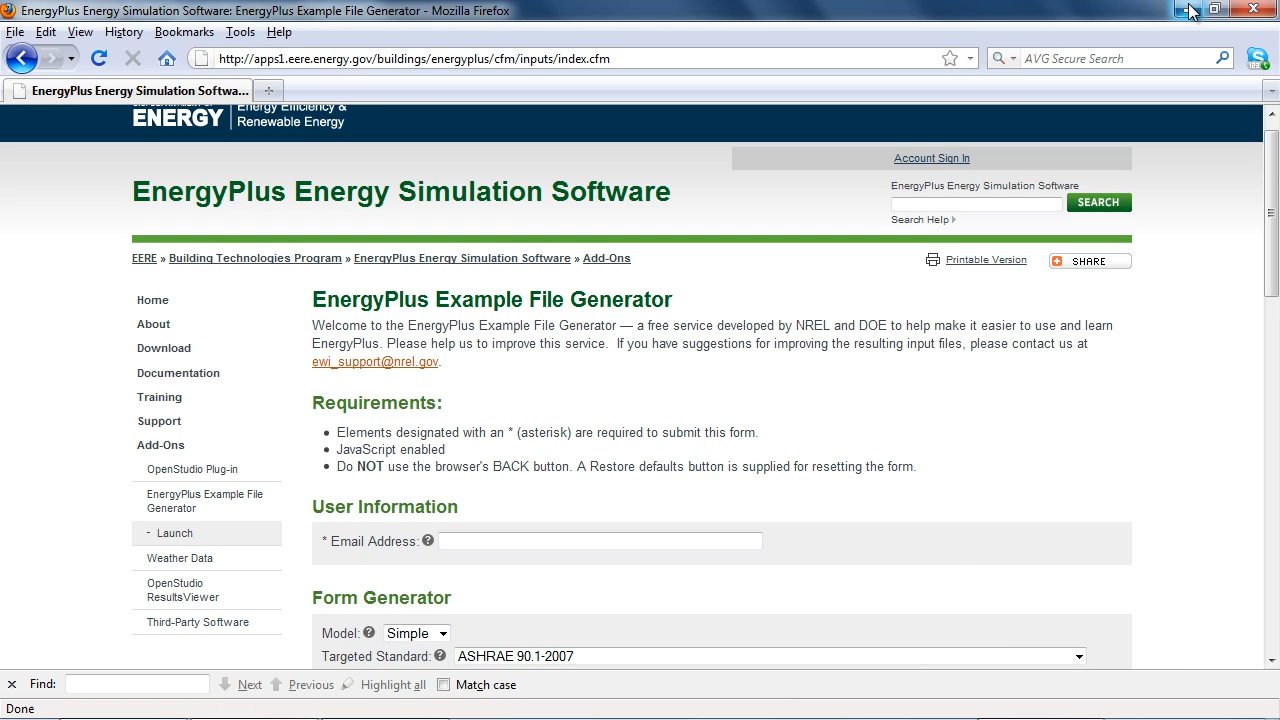 EnergyPlus Energy Simulation Software: EnergyPlus Example File Generator - Mozilla Firefox
File Edit View History Bookmarks Tools Help
http://apps1.eere.energy.gov/buildings/energyplus/cfm/inputs/index.cfm
AVG Secure Search
EnergyPlus Energy Simulation Softwa...
ENERGY
Energy Efficiency &
Renewable Energy
Account Sign In
EnergyPlus Energy Simulation Software
EnergyPlus Energy Simulation Software
SEARCH
Search Help
EERE » Building Technologies Program » EnergyPlus Energy Simulation Software » Add-Ons
Printable Version
SHARE
Home
About
Download
Documentation
Training
Support
Add-Ons
OpenStudio Plug-in
EnergyPlus Example File
Generator
- Launch
Weather Data
OpenStudio
ResultsViewer
Third-Party Software
EnergyPlus Example File Generator
Welcome to the EnergyPlus Example File Generator — a free service developed by NREL and DOE to help make it easier to use and learn
EnergyPlus. Please help us to improve this service. If you have suggestions for improving the resulting input files, please contact us at
ewi_support@nrel.gov.
Requirements:
• Elements designated with an * (asterisk) are required to submit this form.
• JavaScript enabled
• Do NOT use the browser's BACK button. A Restore defaults button is supplied for resetting the form.
User Information
* Email Address:
Form Generator
Model: Simple
Targeted Standard: ASHRAE 90.1-2007
Find: Next Previous Highlight all Match case
Done